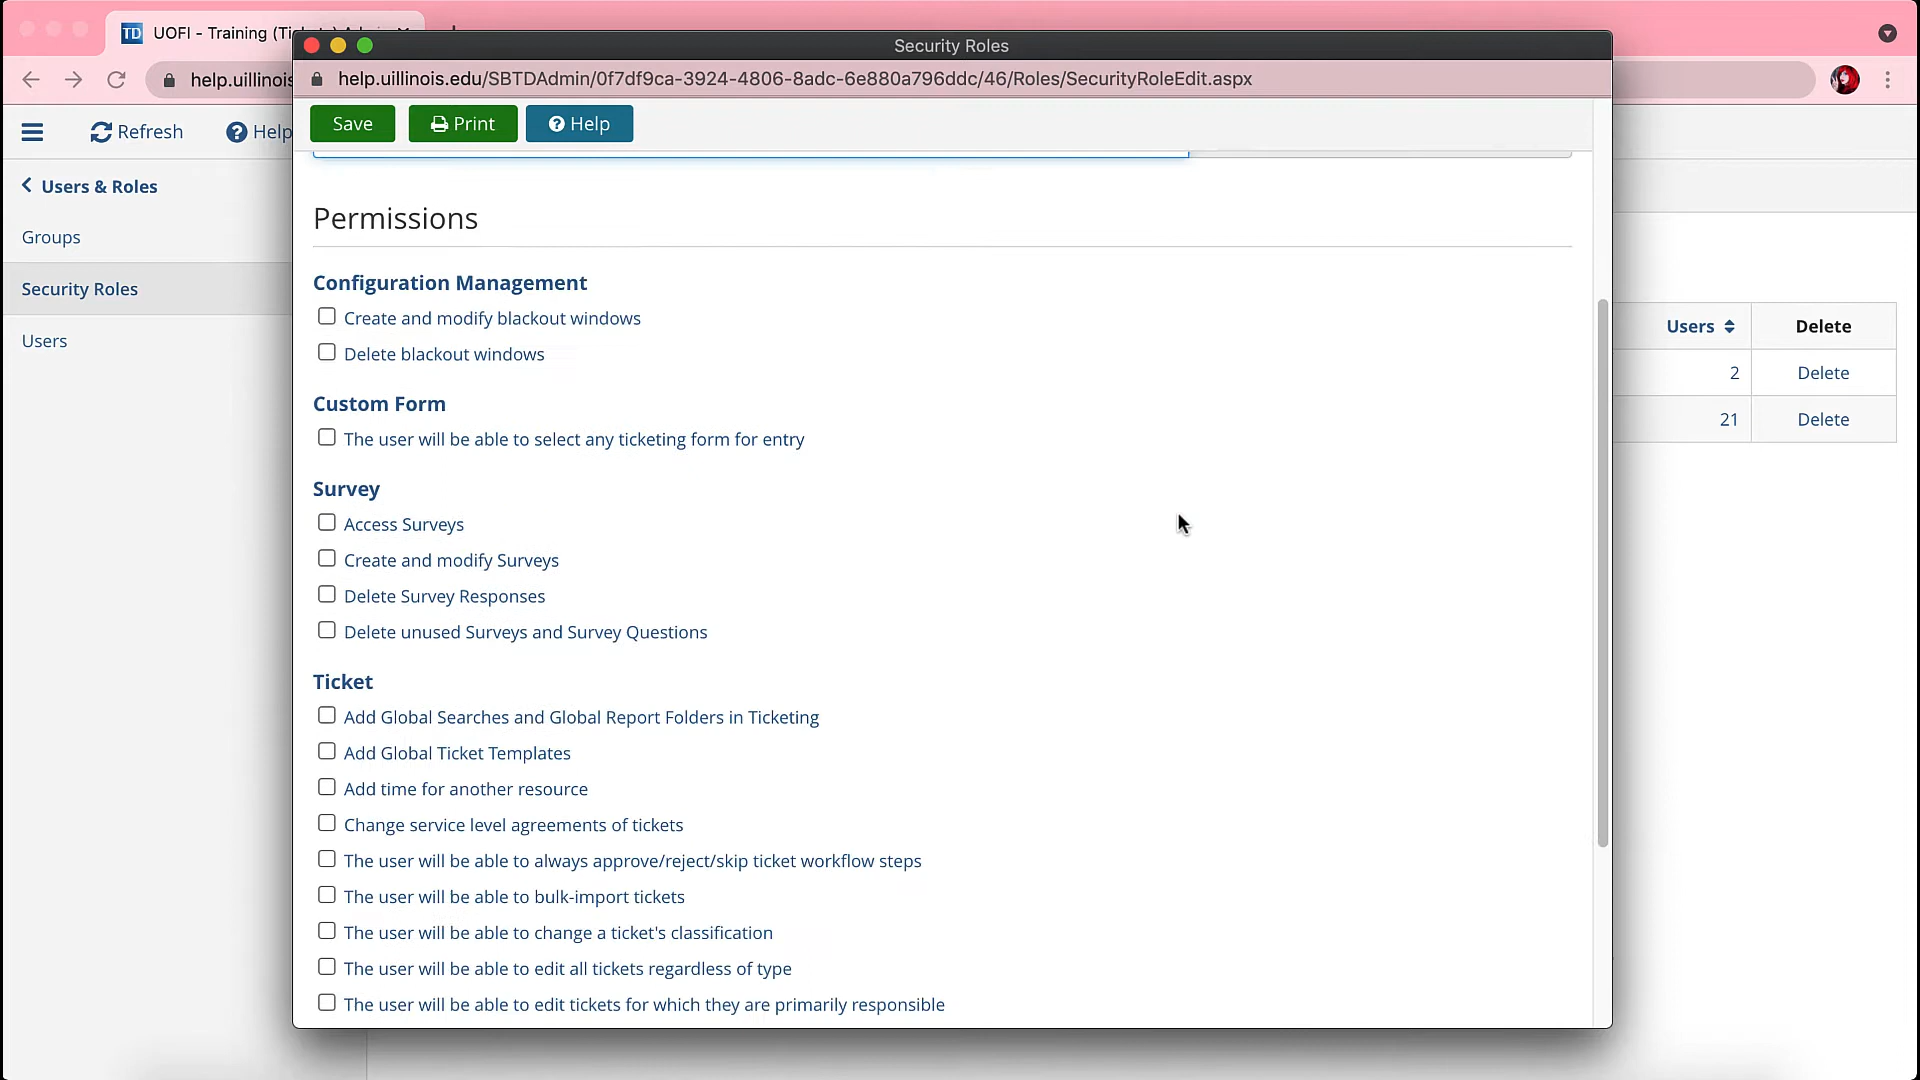 UOFI - Training (Ti
Security Roles
help.uillinois
help.uillinois.edu/SBTDAdmin/0f7df9ca-3924-4806-8adc-6e880a796ddc/46/Roles/SecurityRoleEdit.aspx
Refresh
Help
Save
Print
Help
Users & Roles
Groups
Security Roles
Users
Permissions
Configuration Management
Create and modify blackout windows
Delete blackout windows
Custom Form
The user will be able to select any ticketing form for entry
Survey
Access Surveys
Create and modify Surveys
Delete Survey Responses
Delete unused Surveys and Survey Questions
Ticket
Add Global Searches and Global Report Folders in Ticketing
Add Global Ticket Templates
Add time for another resource
Change service level agreements of tickets
The user will be able to always approve/reject/skip ticket workflow steps
The user will be able to bulk-import tickets
The user will be able to change a ticket's classification
The user will be able to edit all tickets regardless of type
The user will be able to edit tickets for which they are primarily responsible
Users Delete
2 Delete
21 Delete